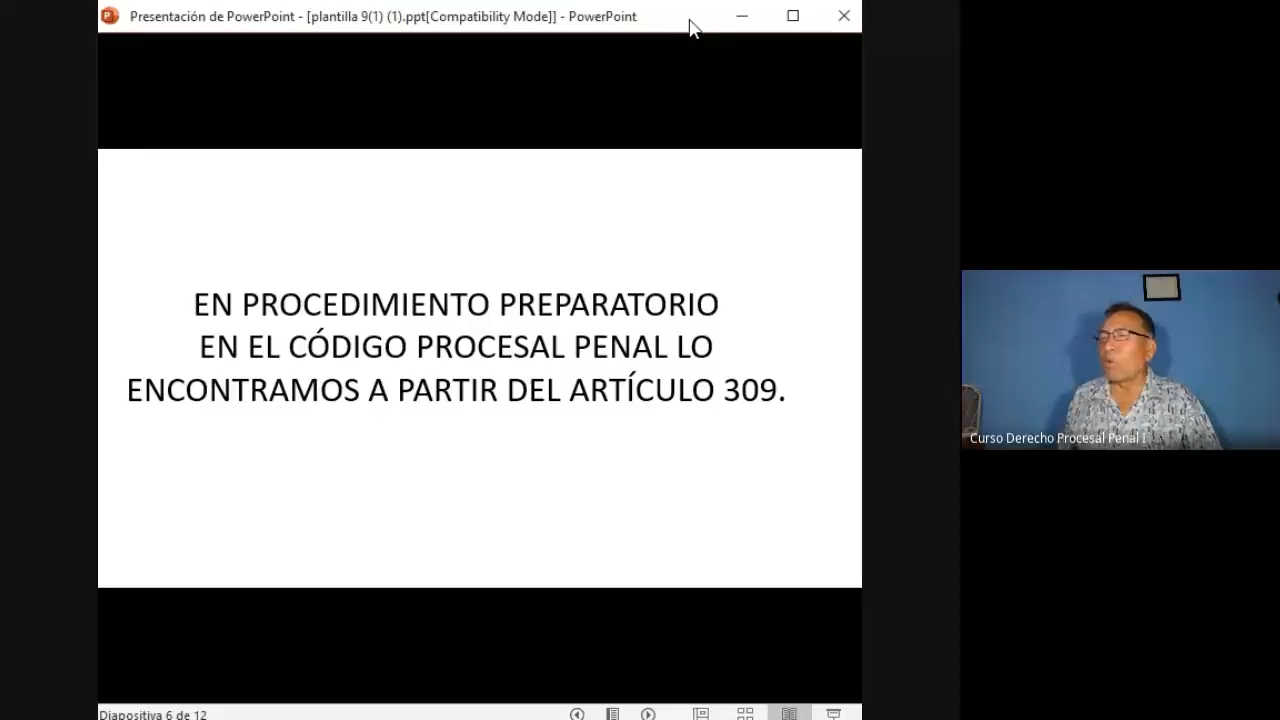 Presentación de PowerPoint - [plantilla 9(1) (1).ppt[Compatibility Mode]] - PowerPoint
EN PROCEDIMIENTO PREPARATORIO
EN EL CÓDIGO PROCESAL PENAL LO
ENCONTRAMOS A PARTIR DEL ARTÍCULO 309.
Curso Derecho Procesal Penal I
Diapositiva 6 de 12